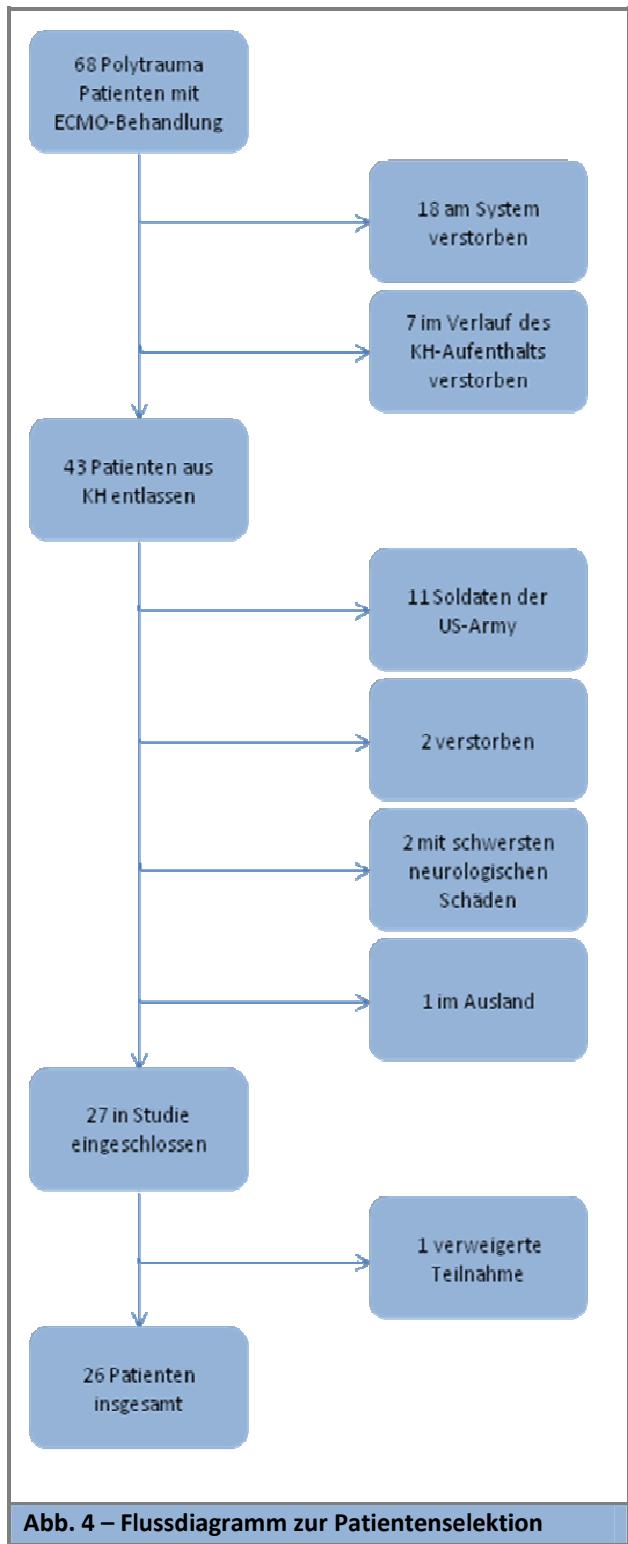 68 Polytrauma
Patienten mit
ECMO-Behandlung
18 am System
verstorben
7 im Verlauf des
KH-Aufenthalts
verstorben
43 Patienten aus
KH entlassen
11 Soldaten der
US-Army
2 verstorben
2 mit schwersten
neurologischen
Schäden
1 im Ausland
27 in Studie
eingeschlossen
1 verweigerte
Teilnahme
26 Patienten
insgesamt
Abb. 4 – Flussdiagramm zur Patientenselektion